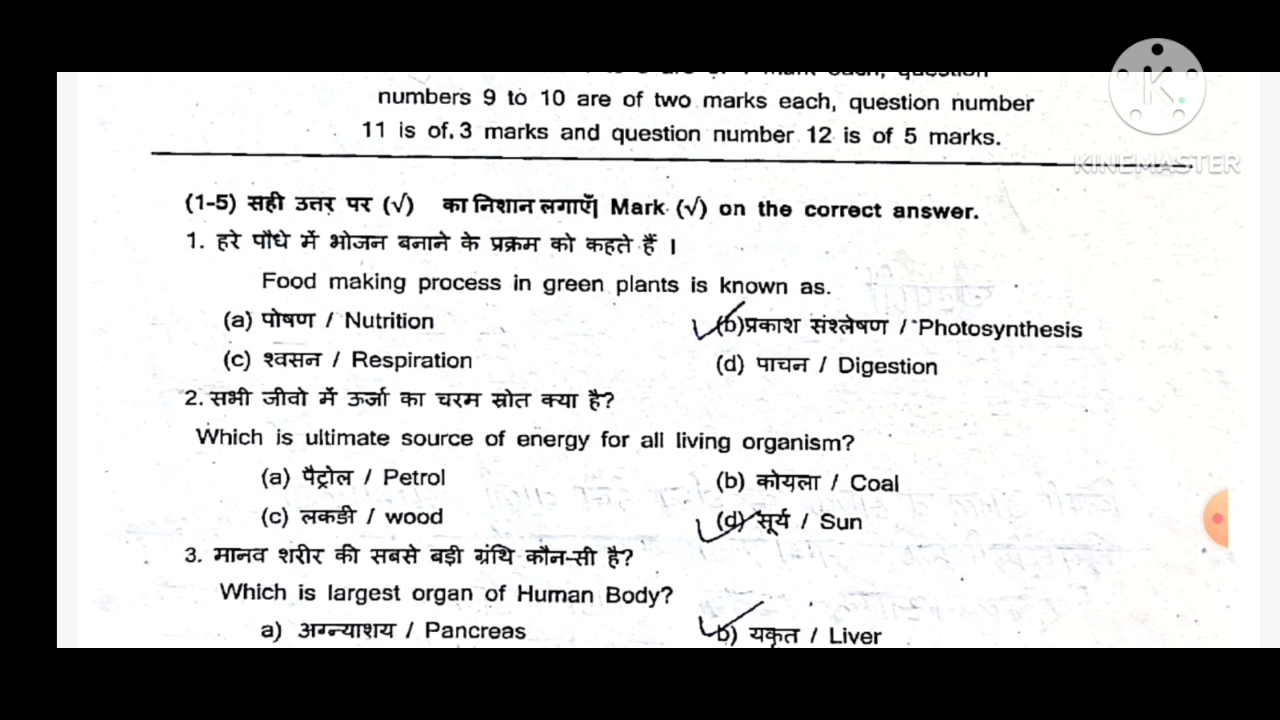 numbers 9 to 10 are of two marks each, question number
11 is of 3 marks and question number 12 is of 5 marks.
KINEMASTER
(1-5) सही उत्तर पर (√) का निशान लगाएँ| Mark (√) on the correct answer.
1. हरे पौधे में भोजन बनाने के प्रक्रम को कहते हैं ।
Food making process in green plants is known as.
(a) पोषण / Nutrition (b)प्रकाश संश्लेषण / Photosynthesis
(c) श्वसन / Respiration (d) पाचन / Digestion
2. सभी जीवो में ऊर्जा का चरम स्रोत क्या है?
Which is ultimate source of energy for all living organism?
(a) पैट्रोल / Petrol (b) कोयला / Coal
(c) लकडी / wood (d) सूर्य / Sun
3. मानव शरीर की सबसे बड़ी ग्रंथि कौन-सी है?
Which is largest organ of Human Body?
a) अग्न्याशय / Pancreas b) यकृत / Liver